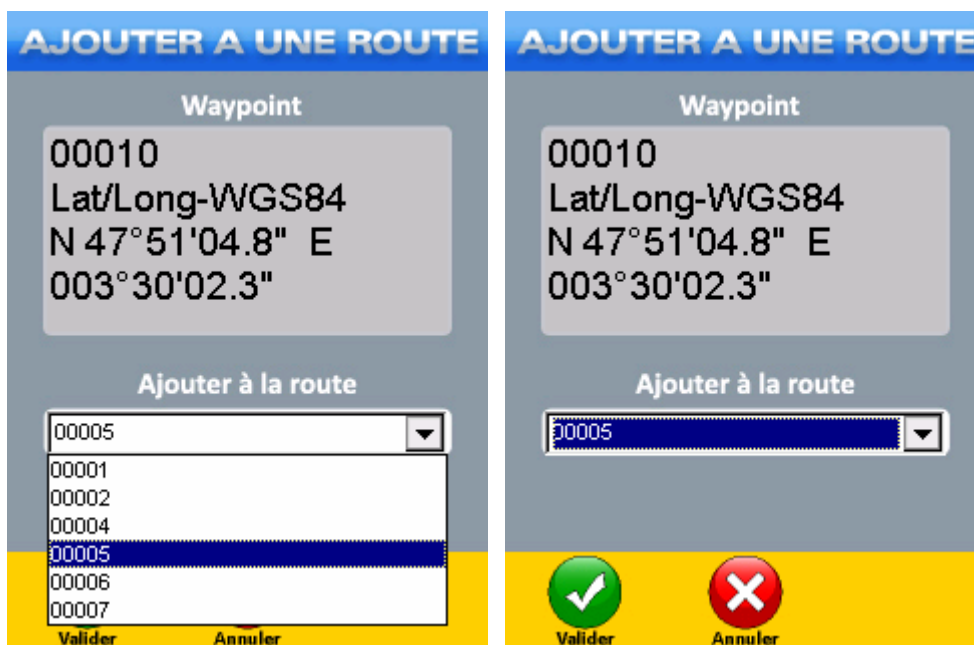 AJOUTER A UNE ROUTE
Waypoint
00010
Lat/Long-WGS84
N 47°51'04.8" E
003°30'02.3"
Ajouter à la route
00005
00001
00002
00004
00005
00006
00007
Valider Annuler
AJOUTER A UNE ROUTE
Waypoint
00010
Lat/Long-WGS84
N 47°51'04.8" E
003°30'02.3"
Ajouter à la route
00005
Valider Annuler